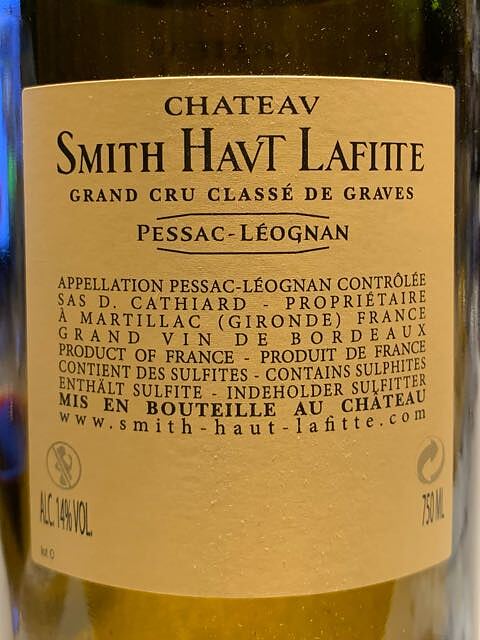 CHATEAV
SMITH HAVT LAFITTE
GRAND CRU CLASSÉ DE GRAVES
PESSAC-LÉOGNAN
APPELLATION PESSAC-LÉOGNAN CONTRÔLÉE
SAS D. CATHIARD - PROPRIÉTAIRE
À MARTILLAC (GIRONDE) FRANCE
GRAND VIN DE BORDEAUX
PRODUCT OF FRANCE - PRODUIT DE FRANCE
CONTIENT DES SULFITES - CONTAINS SULPHITES
ENTHÄLT SULFITE - INDEHOLDER SULFITTER
MIS EN BOUTEILLE AU CHÂTEAU
www.smith-haut-lafitte.com
ALC. 14% VOL.
750 ML